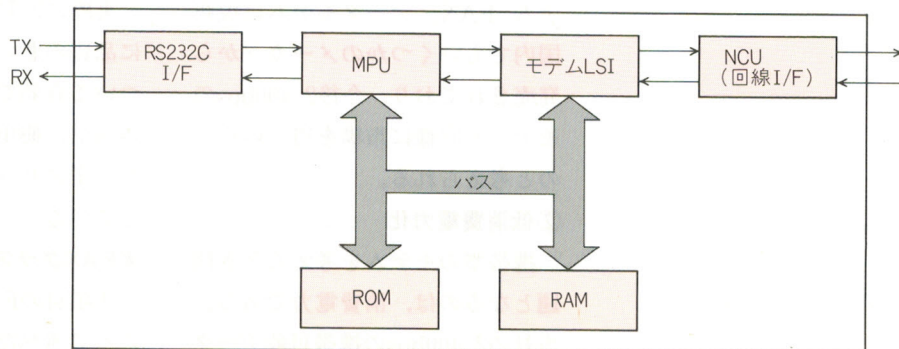 TX
RX
RS232C
I/F
MPU
モデムLSI
NCU
(回線I/F)
バス
ROM
RAM